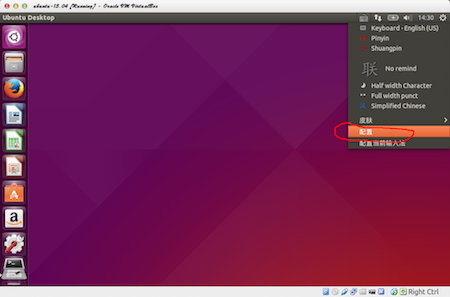 ubuntu-15.04 [Running] - Oracle VM VirtualBox
Ubuntu Desktop
14:30
Keyboard - English (US)
Pinyin
Shuangpin
联 No remind
Half width Character
Full width punct
Simplified Chinese
皮肤
配置
配置当前输入法
Right Ctrl